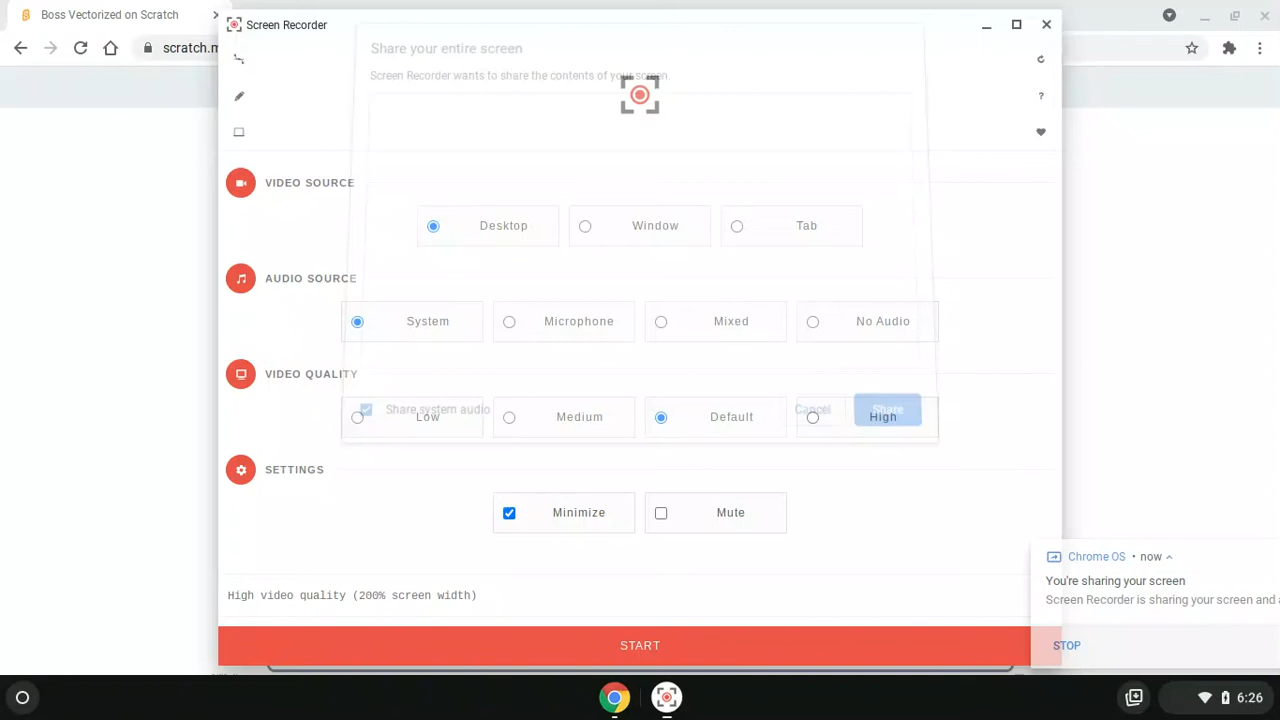 Boss Vectorized on Scratch
scratch.m
Screen Recorder
Share your entire screen
Screen Recorder wants to share the contents of your screen.
VIDEO SOURCE
Desktop
Window
Tab
AUDIO SOURCE
System
Microphone
Mixed
No Audio
VIDEO QUALITY
Share system audio
Cancel
Share
Low
Medium
Default
High
SETTINGS
Minimize
Mute
Chrome OS • now
You're sharing your screen
Screen Recorder is sharing your screen and a
High video quality (200% screen width)
START
STOP
6:26